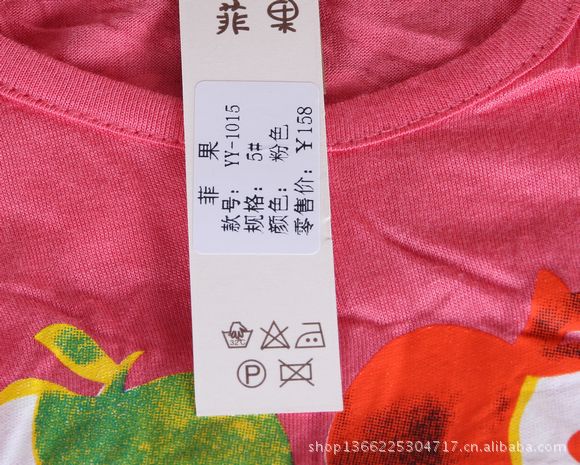 菲果
菲 果
款号: YY-1015
规格: 5#
颜色: 粉色
零售价: ￥158
32℃
P
shop1366225304717.cn.alibaba.com